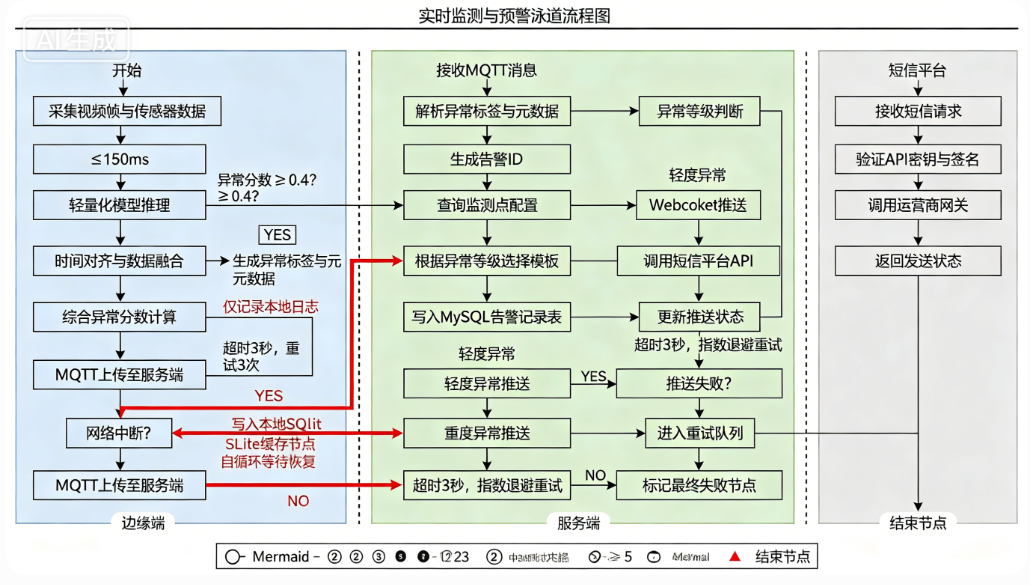 实时监测与预警泳道流程图
AI生成
开始
采集视频帧与传感器数据
≤150ms
轻量化模型推理
异常分数≥0.4?
≥0.4?
YES
时间对齐与数据融合
生成异常标签与元
元数据
综合异常分数计算
仅记录本地日志
超时3秒，重
试3次
MQTT上传至服务端
YES
网络中断?
写入本地SQlit
SLite缓存节点
自循环等待恢复
MQTT上传至服务端
NO
边缘端
接收MQTT消息
解析异常标签与元数据
异常等级判断
生成告警ID
轻度异常
查询监测点配置
Webcoket推送
根据异常等级选择模板
调用短信平台API
写入MySQL告警记录表
更新推送状态
超时3秒，指数退避重试
轻度异常
轻度异常推送
YES
推送失败?
重度异常推送
进入重试队列
超时3秒，指数退避重试
NO
标记最终失败节点
服务端
短信平台
接收短信请求
验证API密钥与签名
调用运营商网关
返回发送状态
结束节点
Mermaid - ② ② ③
23 ②
≥ 5
结束节点